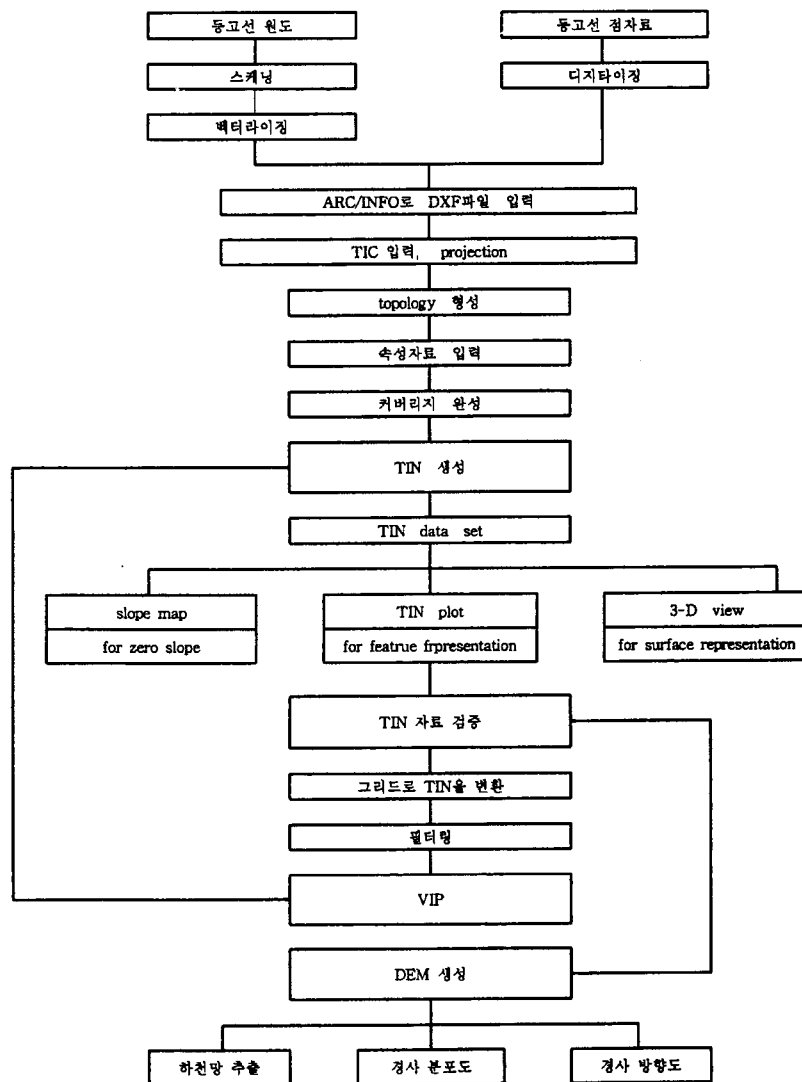 등고선 원도
등고선 점자료
스캐닝
디지타이징
벡터라이징
ARC/INFO로 DXF파일 입력
TIC 입력, projection
topology 형성
속성자료 입력
커버리지 완성
TIN 생성
TIN data set
slope map
for zero slope
TIN plot
for featrue frpresentation
3-D view
for surface representation
TIN 자료 검증
그리드로 TIN을 변환
필터링
VIP
DEM 생성
하천망 추출
경사 분포도
경사 방향도